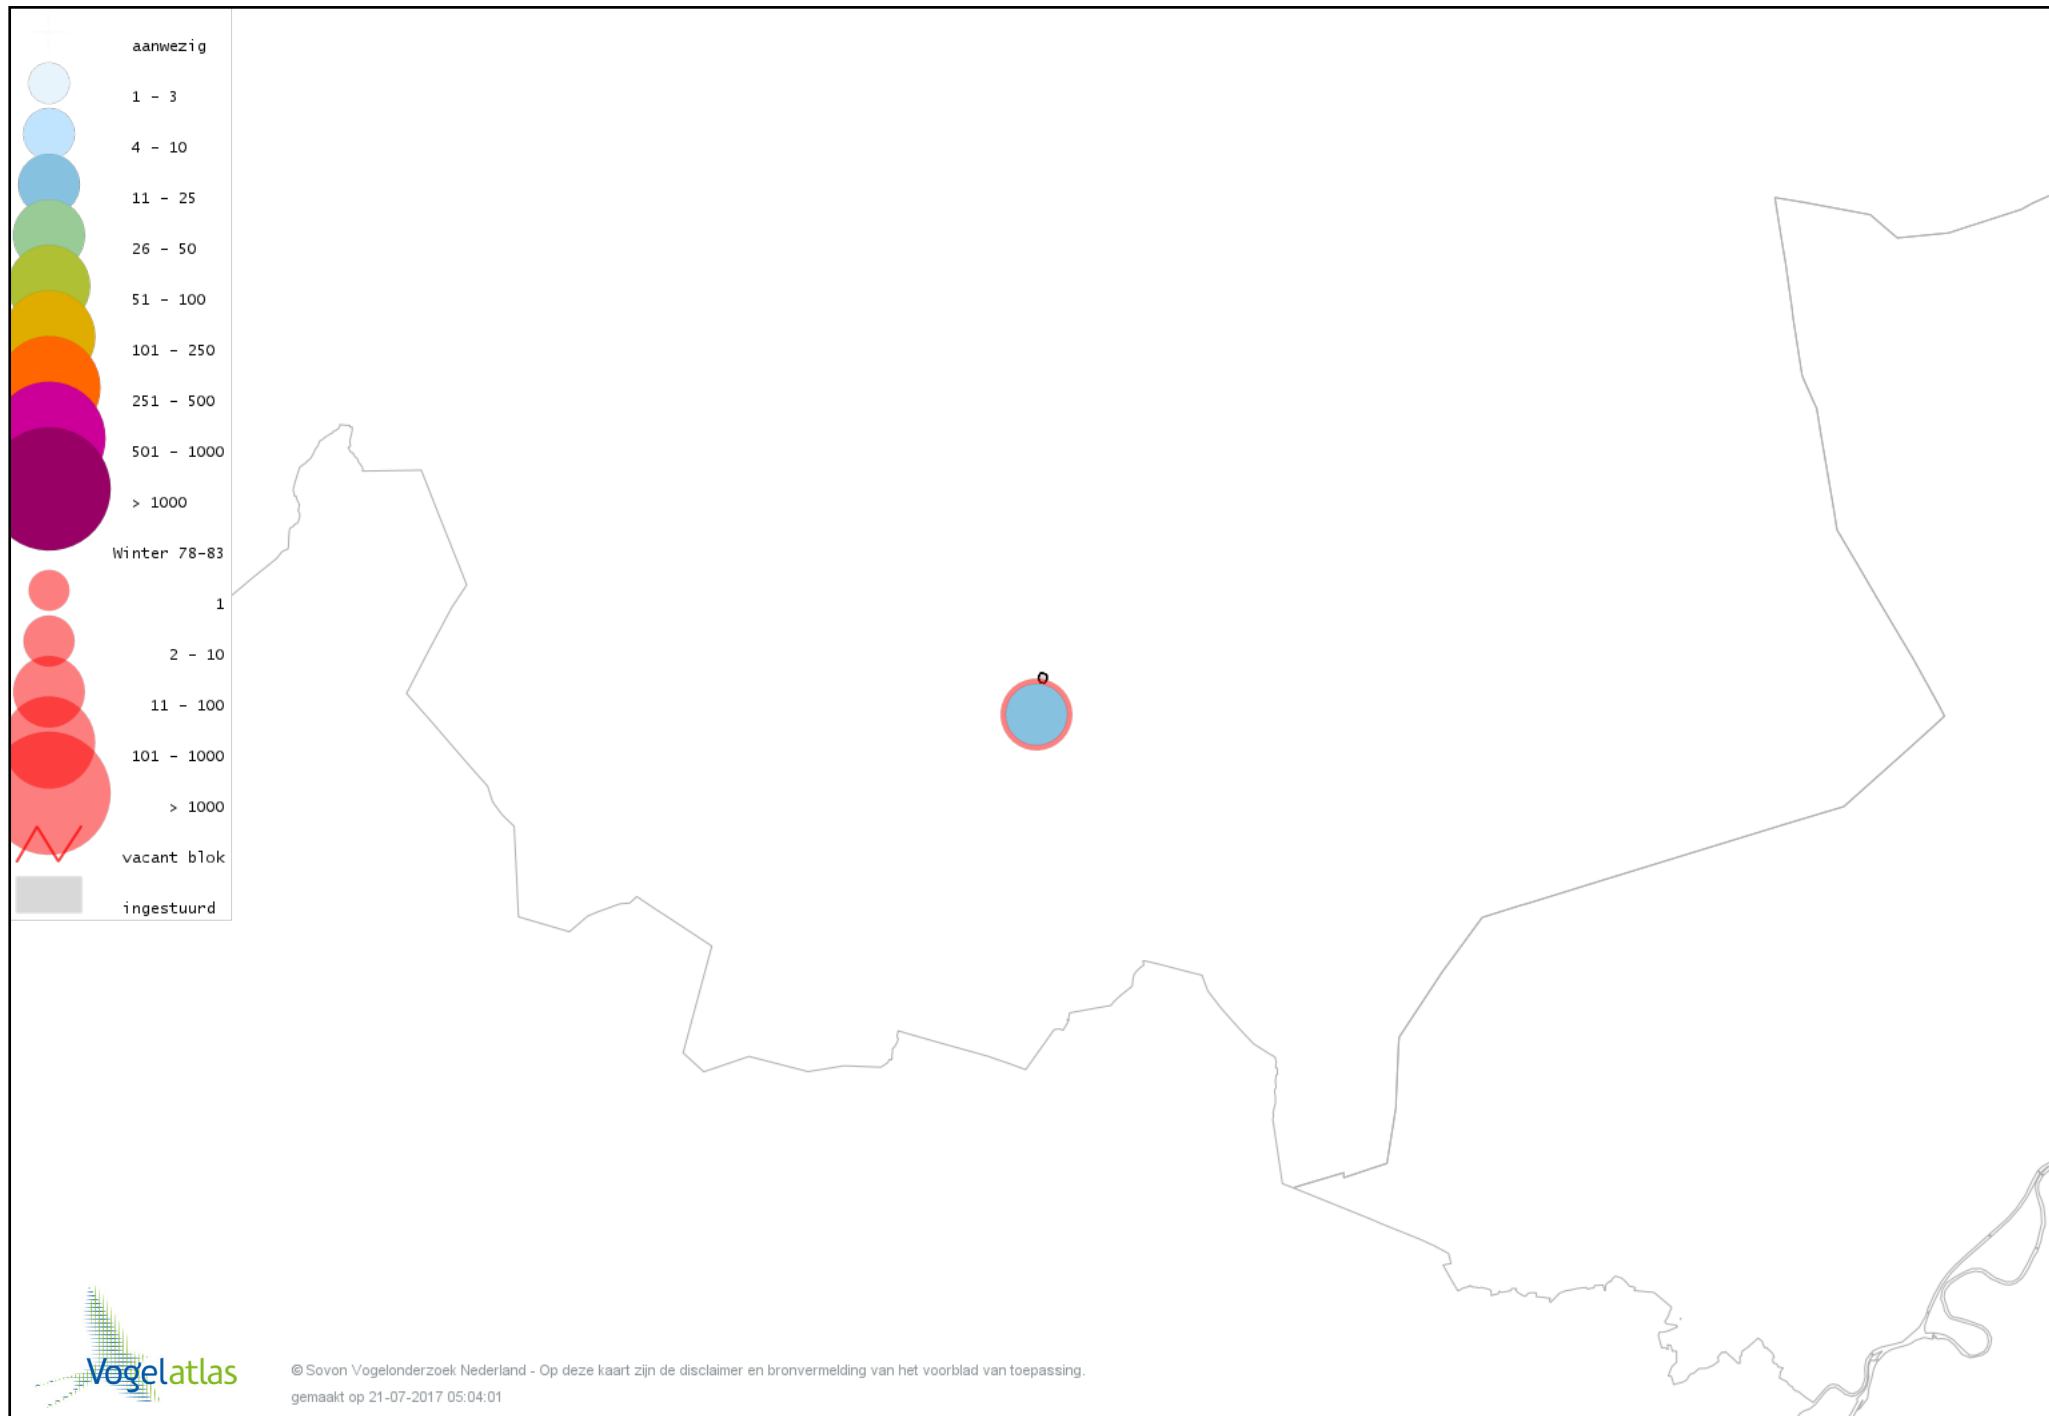 aanwezig
1 - 3
4 - 10
11 - 25
26 - 50
51 - 100
101 - 250
251 - 500
501 - 1000
> 1000
Winter 78-83
1
2 - 10
11 - 100
101 - 1000
> 1000
vacant blok
ingestuurd
0
Vogelatlas
© Sovon Vogelonderzoek Nederland - Op deze kaart zijn de disclaimer en bronvermelding van het voorblad van toepassing.
gemaakt op 21-07-2017 05:04:01